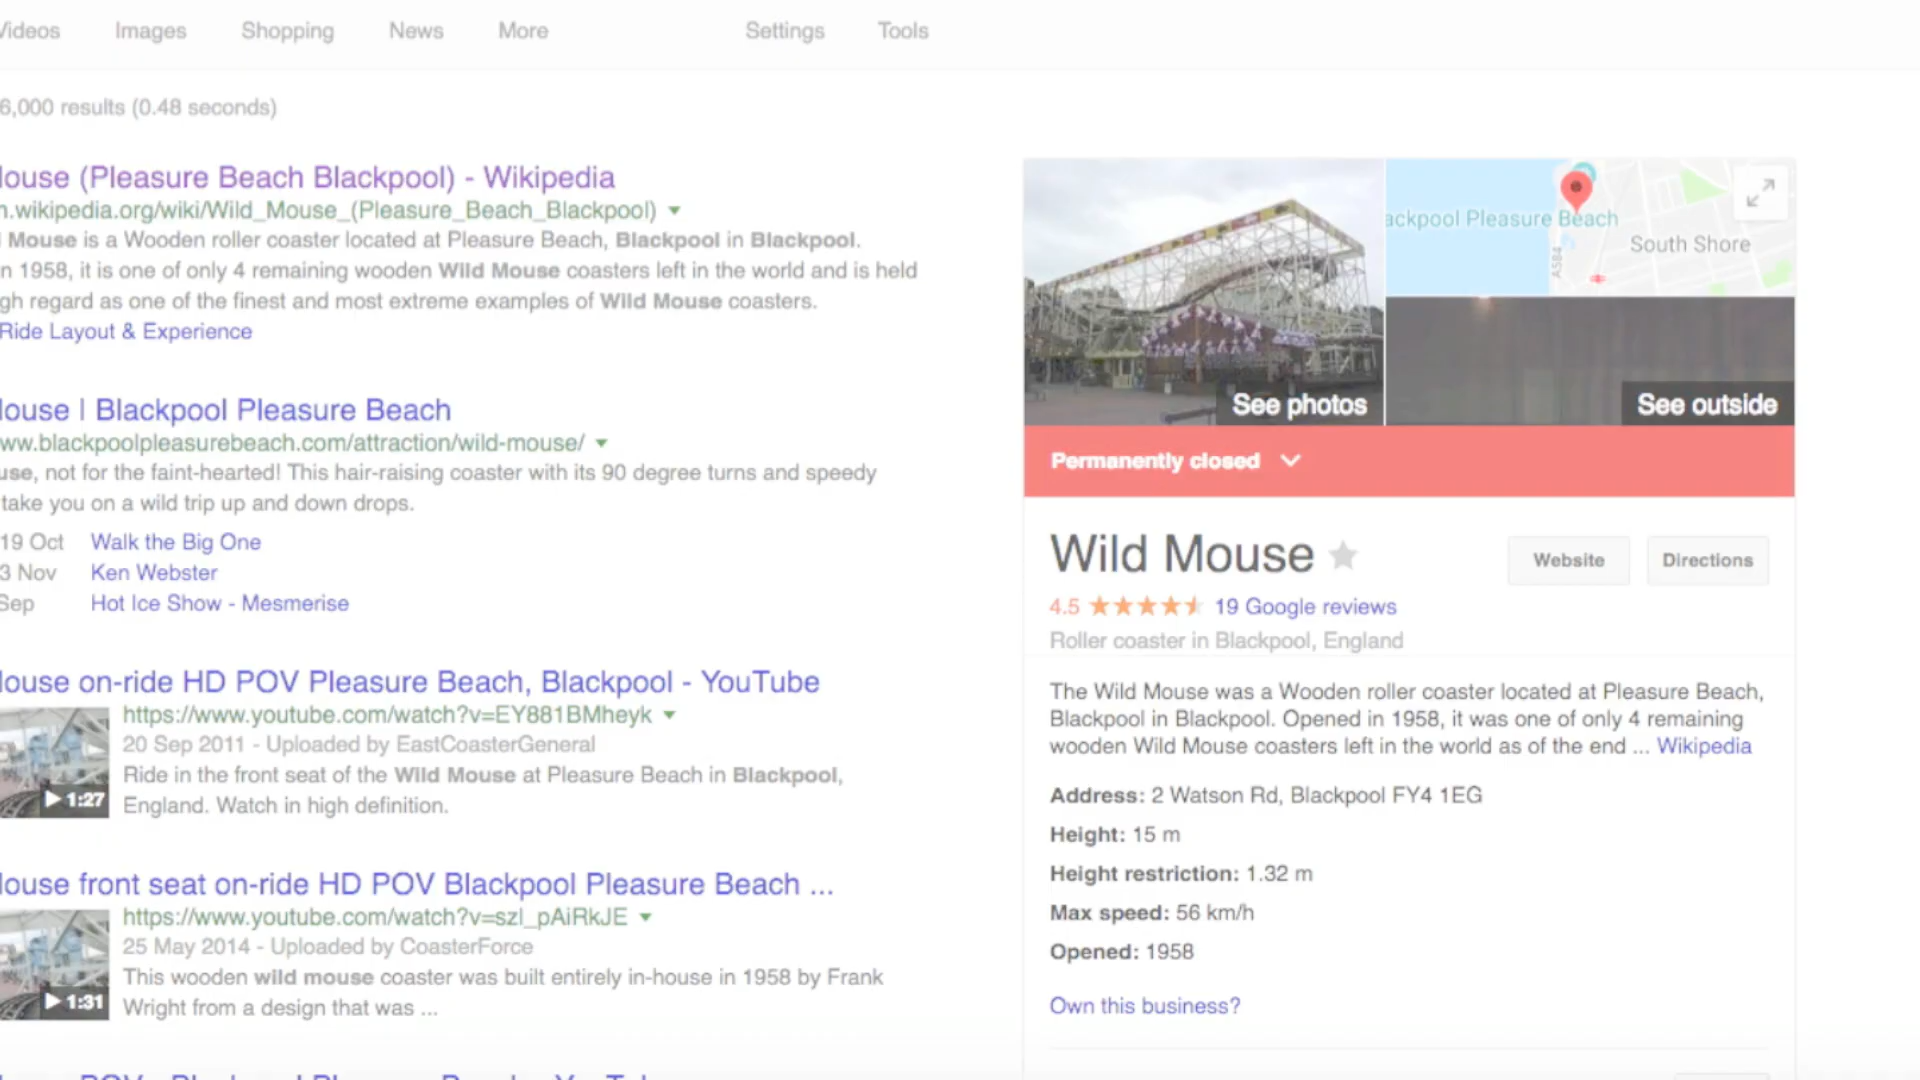 Videos Images Shopping News More Settings Tools
6,000 results (0.48 seconds)
ouse (Pleasure Beach Blackpool) - Wikipedia
.wikipedia.org/wiki/Wild_Mouse_(Pleasure_Beach_Blackpool)
Mouse is a Wooden roller coaster located at Pleasure Beach, Blackpool in Blackpool.
n 1958, it is one of only 4 remaining wooden Wild Mouse coasters left in the world and is held
gh regard as one of the finest and most extreme examples of Wild Mouse coasters.
Ride Layout & Experience
ouse | Blackpool Pleasure Beach
ww.blackpoolpleasurebeach.com/attraction/wild-mouse/
use, not for the faint-hearted! This hair-raising coaster with its 90 degree turns and speedy
take you on a wild trip up and down drops.
19 Oct Walk the Big One
3 Nov Ken Webster
Sep Hot Ice Show - Mesmerise
ouse on-ride HD POV Pleasure Beach, Blackpool - YouTube
https://www.youtube.com/watch?v=EY881BMheyk
20 Sep 2011 - Uploaded by EastCoasterGeneral
Ride in the front seat of the Wild Mouse at Pleasure Beach in Blackpool,
England. Watch in high definition.
1:27
ouse front seat on-ride HD POV Blackpool Pleasure Beach ...
https://www.youtube.com/watch?v=szl_pAiRkJE
25 May 2014 - Uploaded by CoasterForce
This wooden wild mouse coaster was built entirely in-house in 1958 by Frank
Wright from a design that was ...
1:31
ackpool Pleasure Beach
South Shore
A584
See photos
See outside
Permanently closed
Wild Mouse
Website
Directions
4.5 19 Google reviews
Roller coaster in Blackpool, England
The Wild Mouse was a Wooden roller coaster located at Pleasure Beach,
Blackpool in Blackpool. Opened in 1958, it was one of only 4 remaining
wooden Wild Mouse coasters left in the world as of the end ... Wikipedia
Address: 2 Watson Rd, Blackpool FY4 1EG
Height: 15 m
Height restriction: 1.32 m
Max speed: 56 km/h
Opened: 1958
Own this business?